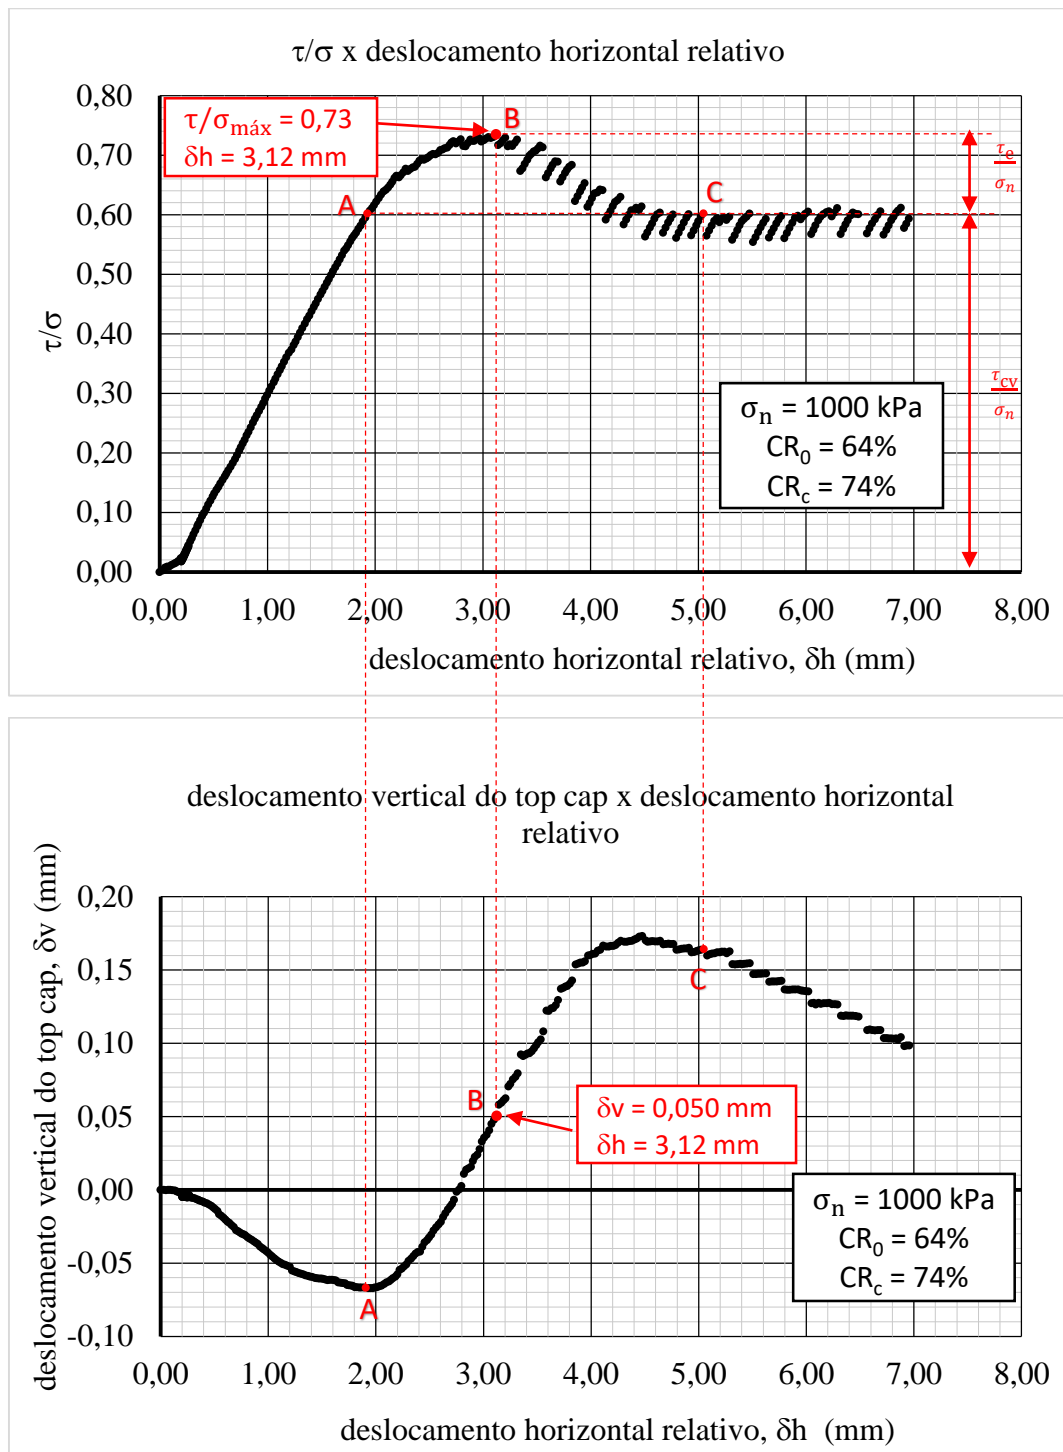 τ/σ x deslocamento horizontal relativo
0,80
0,70
0,60
0,50
0,40
0,30
0,20
0,10
0,00
τ/σ
τ/σmáx = 0,73
δh = 3,12 mm
B
A
C
τe/σn
τcv/σn
σn = 1000 kPa
CR0 = 64%
CRc = 74%
0,00 1,00 2,00 3,00 4,00 5,00 6,00 7,00 8,00
deslocamento horizontal relativo, δh (mm)
deslocamento vertical do top cap x deslocamento horizontal
relativo
0,20
0,15
0,10
0,05
0,00
-0,05
-0,10
deslocamento vertical do top cap, δv (mm)
C
B
δv = 0,050 mm
δh = 3,12 mm
A
σn = 1000 kPa
CR0 = 64%
CRc = 74%
0,00 1,00 2,00 3,00 4,00 5,00 6,00 7,00 8,00
deslocamento horizontal relativo, δh (mm)